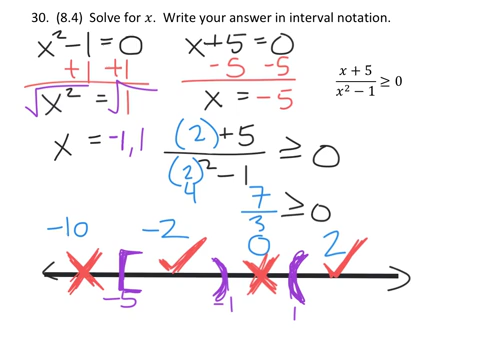 30. (8.4) Solve for x. Write your answer in interval notation.
x² - 1 = 0
+1 +1
√x² = √1
x = -1, 1
x + 5 = 0
-5 -5
x = -5
(x + 5)/(x² - 1) ≥ 0
((2) + 5)/((2)² - 1) ≥ 0
4
7/3 ≥ 0
-10 -2 0 2
[ ) (
-5 -1 1